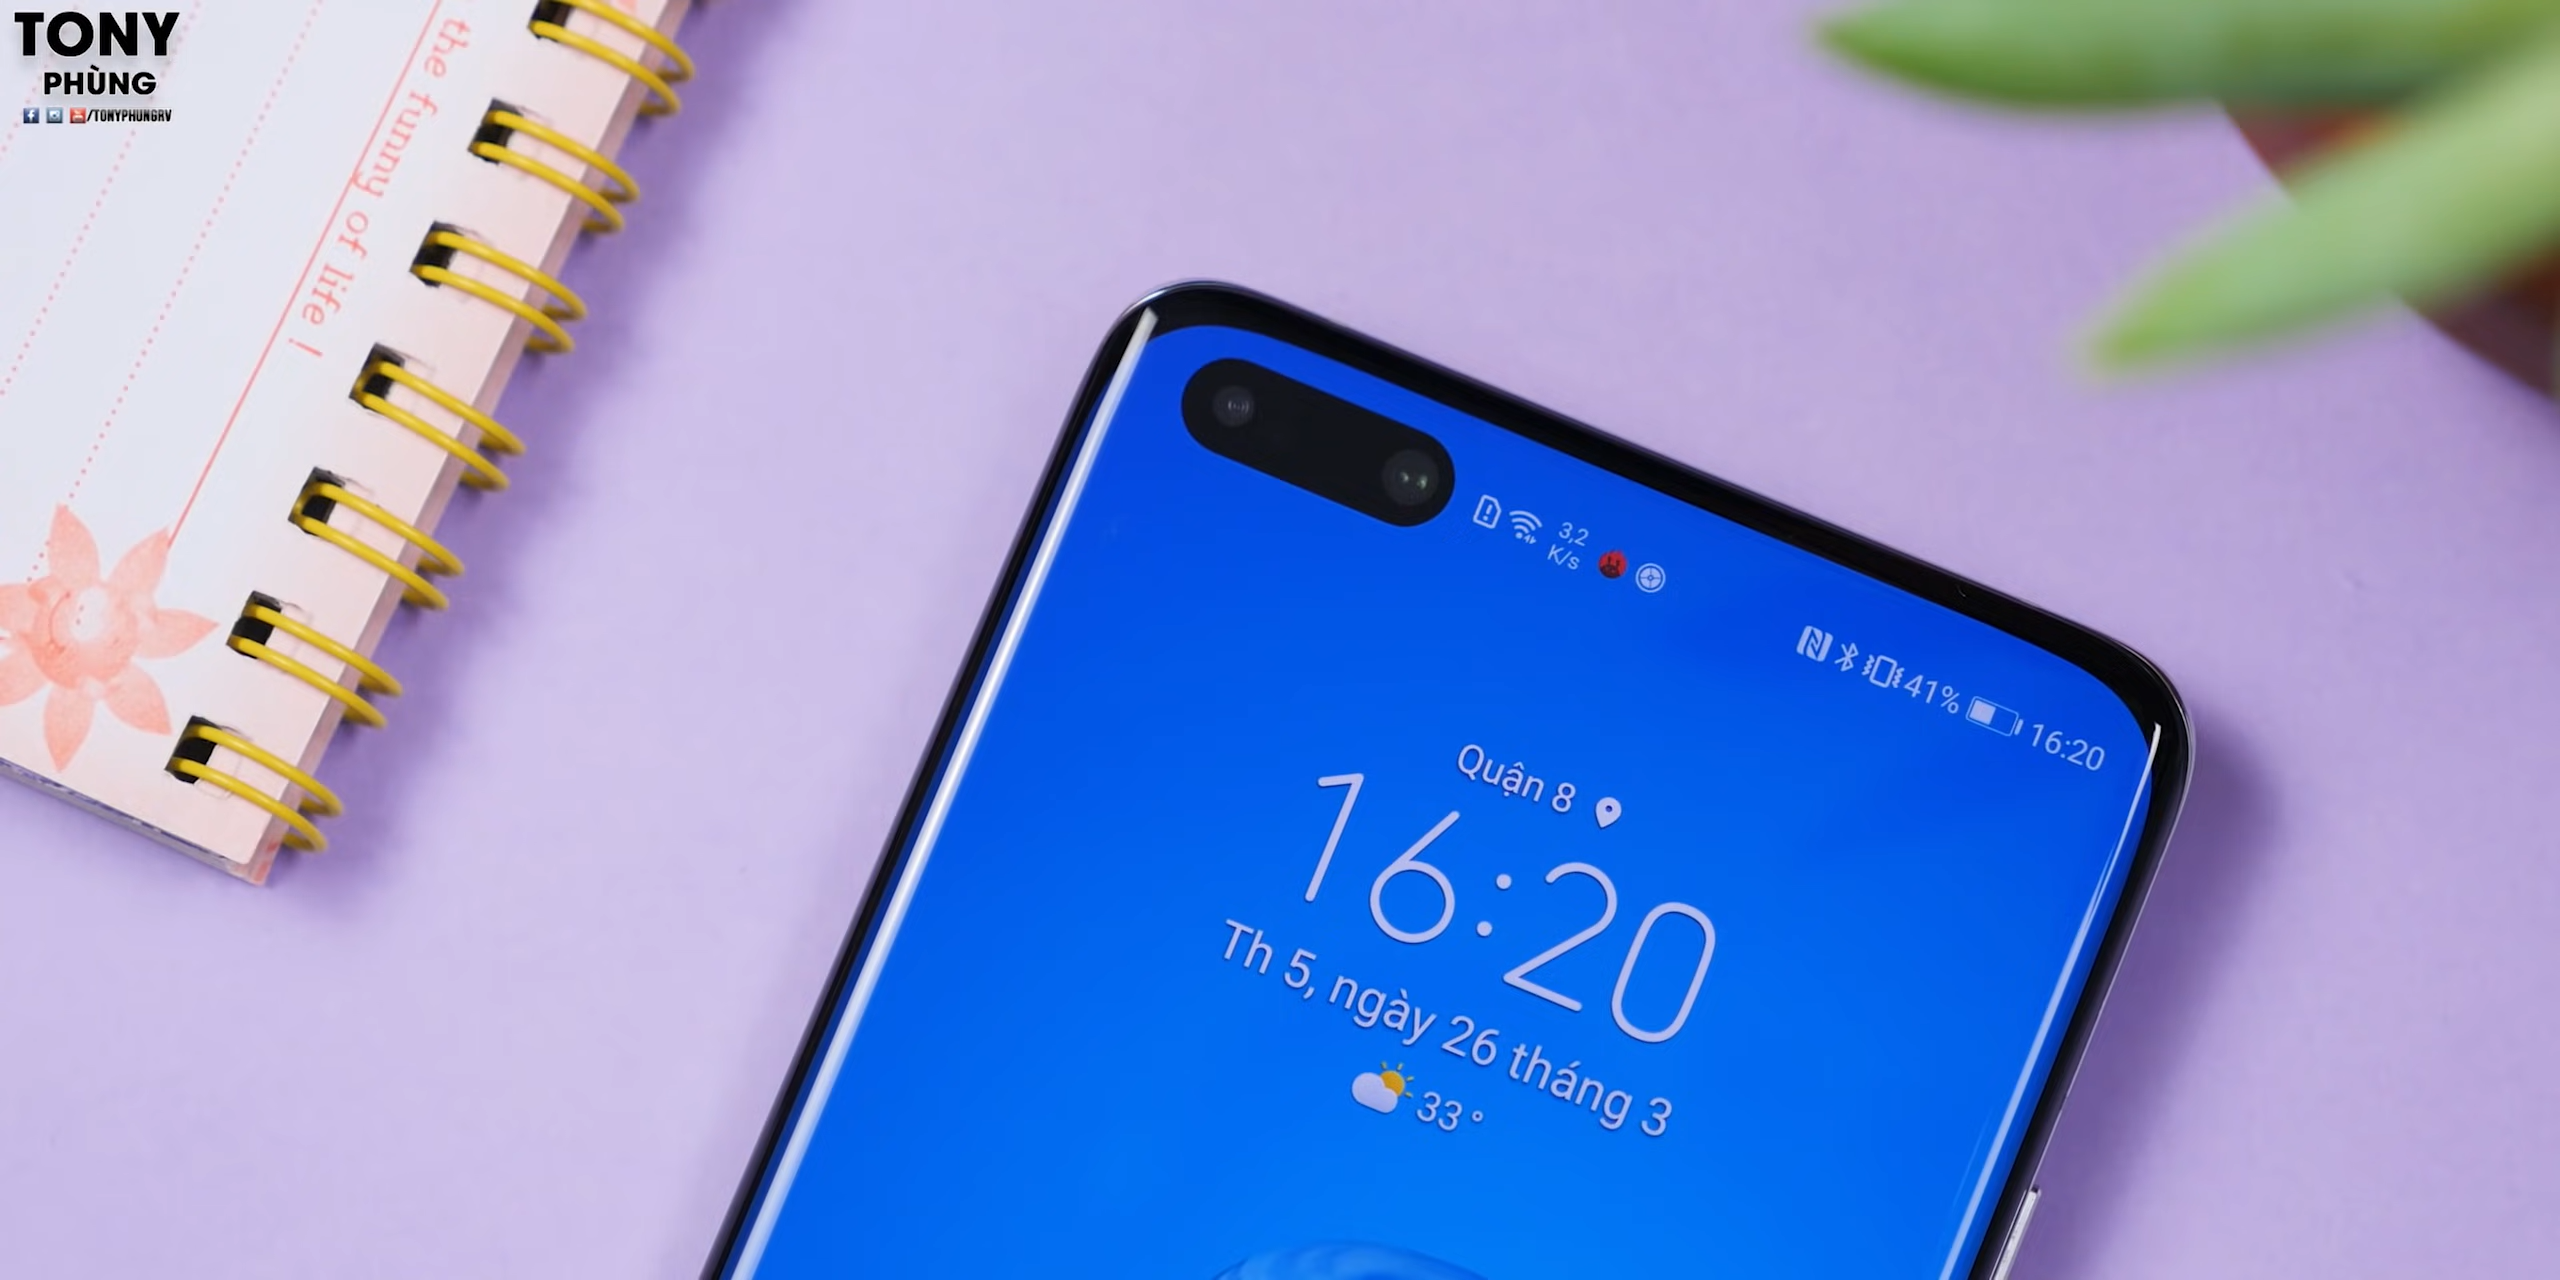 TONY
PHÙNG
/TONYPHUNGRV
the funny of life !
3,2
K/s
41%
16:20
Quận 8
16:20
Th 5, ngày 26 tháng 3
33°